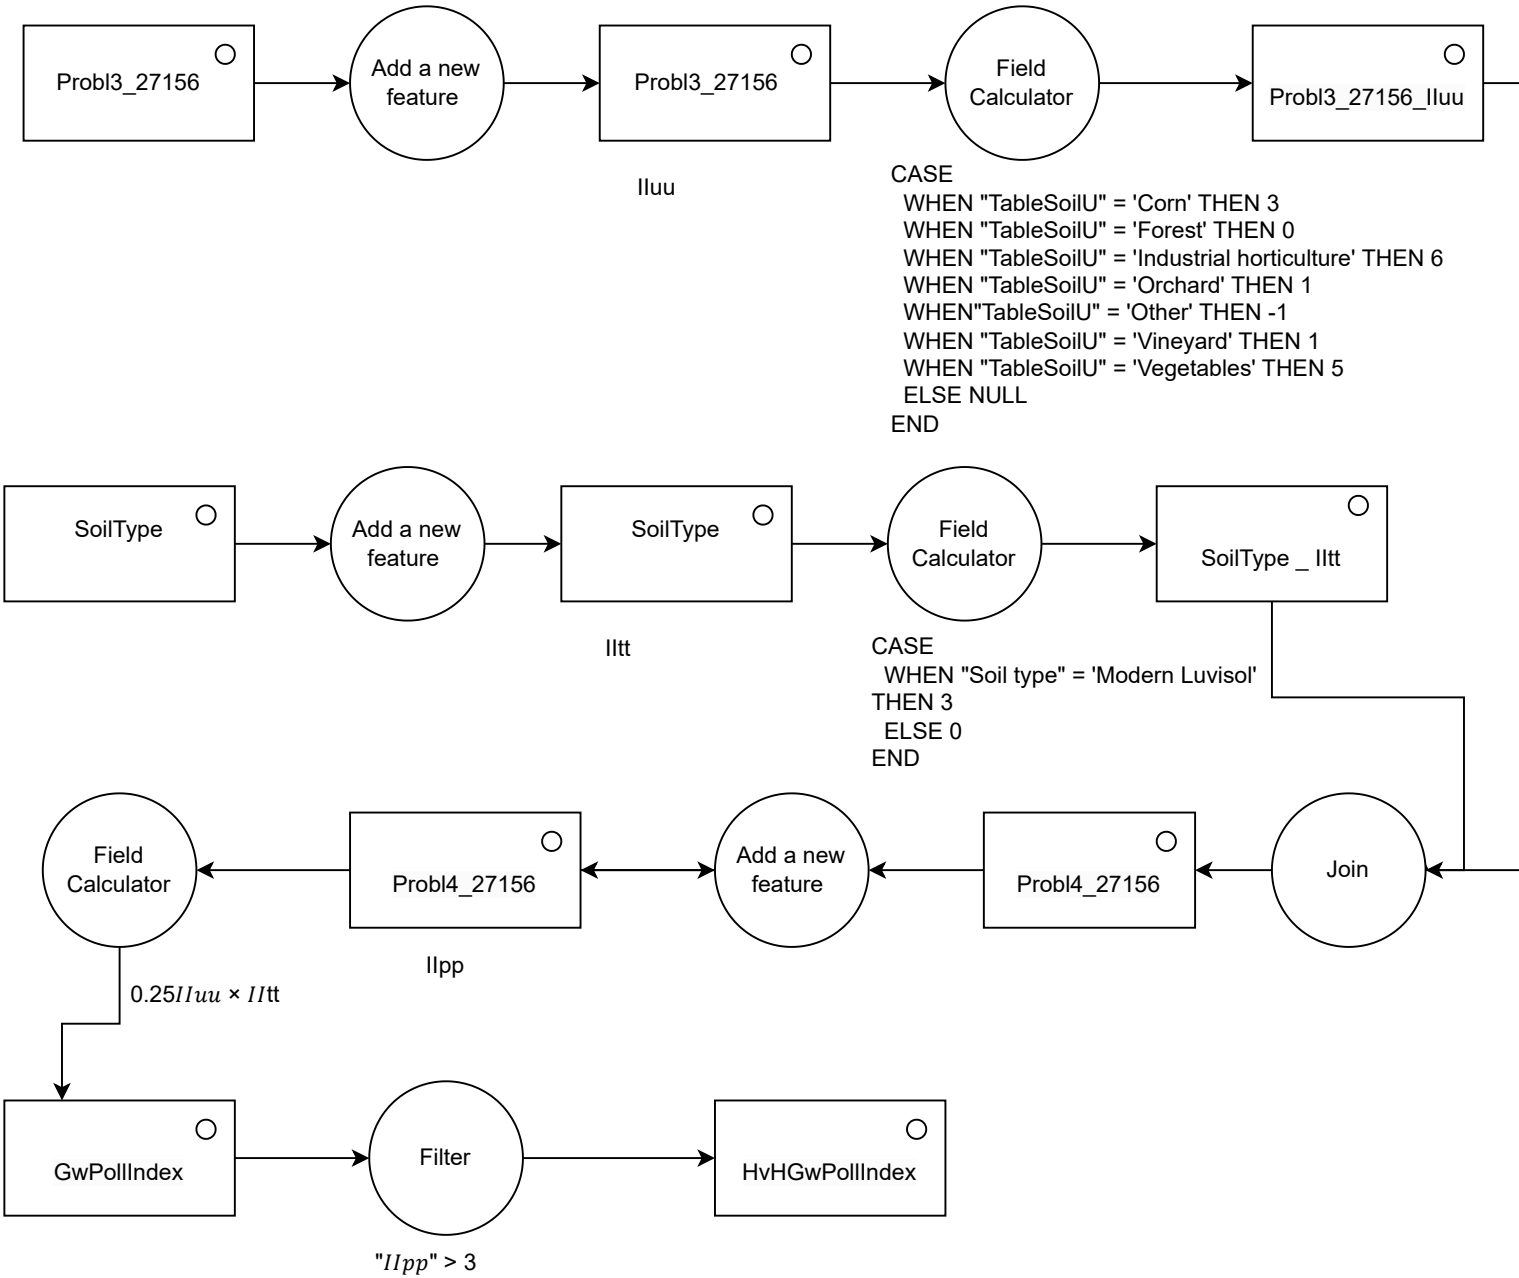 Probl3_27156
Add a new
feature
Probl3_27156
Field
Calculator
Probl3_27156_IIuu
IIuu
CASE
WHEN "TableSoilU" = 'Corn' THEN 3
WHEN "TableSoilU" = 'Forest' THEN 0
WHEN "TableSoilU" = 'Industrial horticulture' THEN 6
WHEN "TableSoilU" = 'Orchard' THEN 1
WHEN"TableSoilU" = 'Other' THEN -1
WHEN "TableSoilU" = 'Vineyard' THEN 1
WHEN "TableSoilU" = 'Vegetables' THEN 5
ELSE NULL
END
SoilType
Add a new
feature
SoilType
Field
Calculator
SoilType _ IItt
IItt
CASE
WHEN "Soil type" = 'Modern Luvisol'
THEN 3
ELSE 0
END
Field
Calculator
Probl4_27156
Add a new
feature
Probl4_27156
Join
IIpp
0.25𝐼𝐼𝑢𝑢 × 𝐼𝐼tt
GwPollIndex
Filter
HvHGwPollIndex
"𝐼𝐼𝑝𝑝" > 3